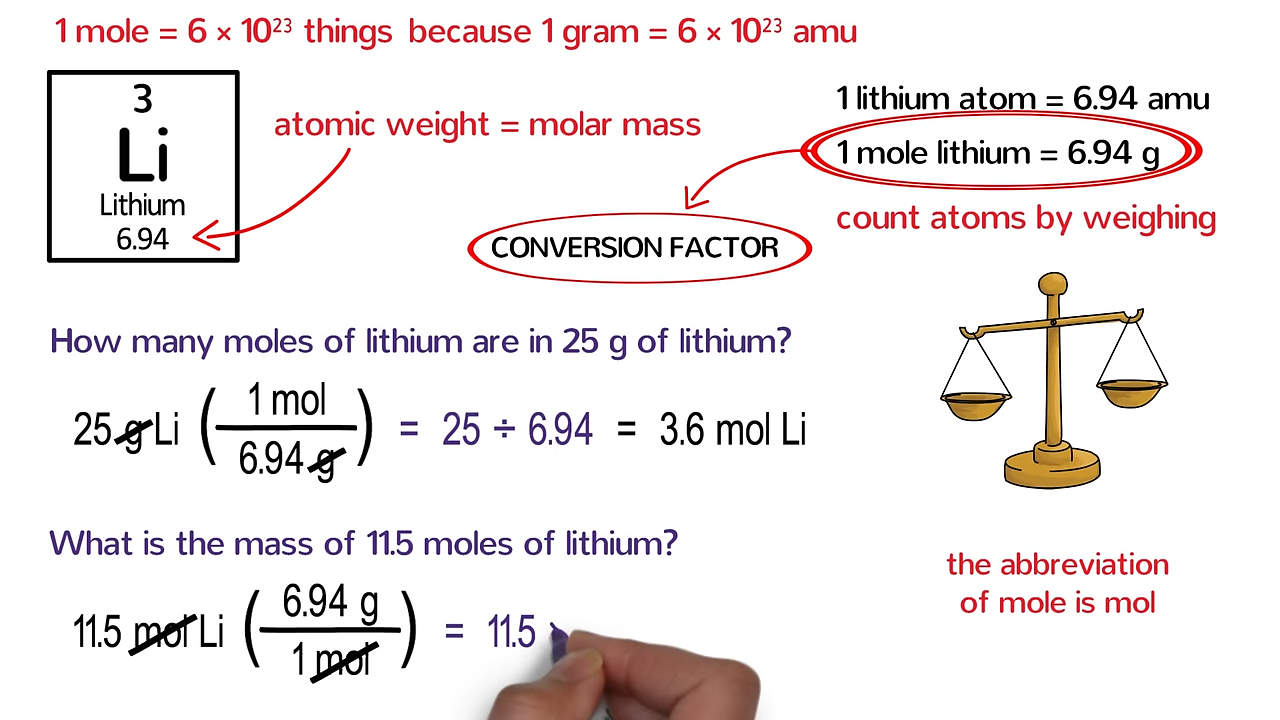 1 mole = 6 × 10²³ things because 1 gram = 6 × 10²³ amu
3
Li
Lithium
6.94
atomic weight = molar mass
1 lithium atom = 6.94 amu
1 mole lithium = 6.94 g
count atoms by weighing
CONVERSION FACTOR
How many moles of lithium are in 25 g of lithium?
25 g Li ( 1 mol / 6.94 g ) = 25 ÷ 6.94 = 3.6 mol Li
What is the mass of 11.5 moles of lithium?
11.5 mol Li ( 6.94 g / 1 mol ) = 11.5
the abbreviation
of mole is mol